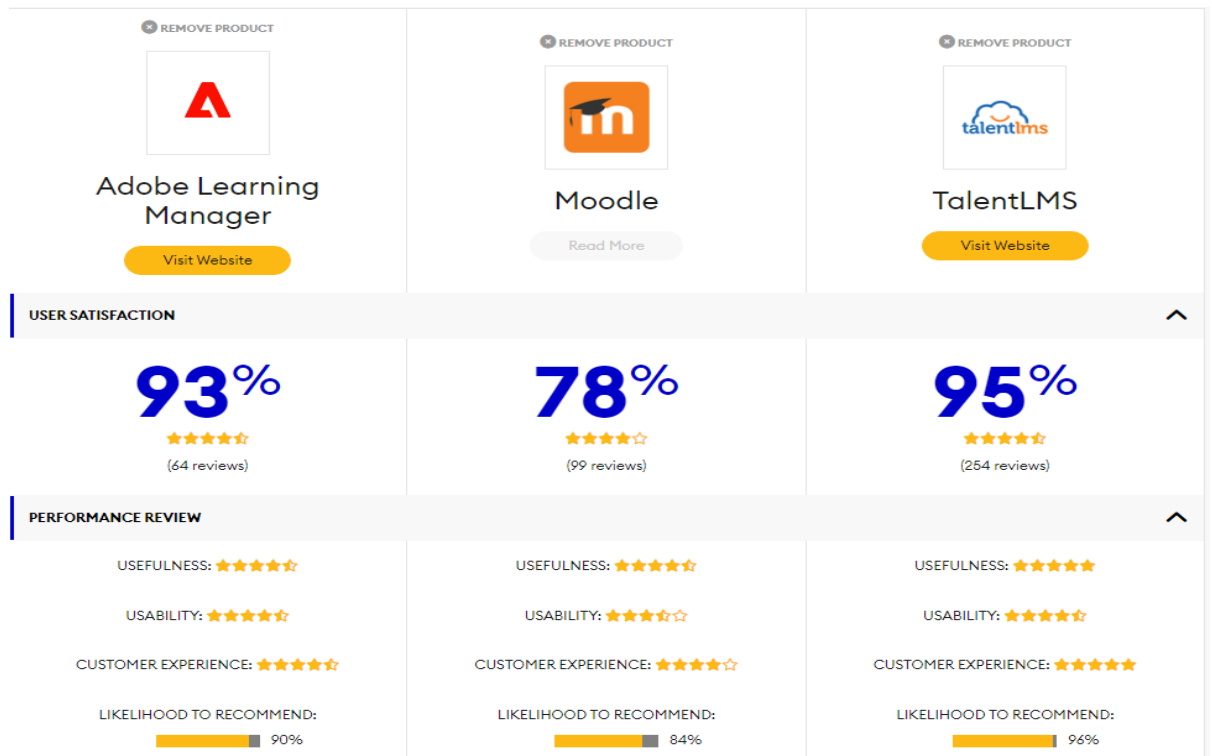 REMOVE PRODUCT
REMOVE PRODUCT
REMOVE PRODUCT
m
talentlms
Adobe Learning
Manager
Moodle
TalentLMS
Visit Website
Read More
Visit Website
USER SATISFACTION
93%
78%
95%
(64 reviews)
(99 reviews)
(254 reviews)
PERFORMANCE REVIEW
USEFULNESS:
USEFULNESS:
USEFULNESS:
USABILITY:
USABILITY:
USABILITY:
CUSTOMER EXPERIENCE:
CUSTOMER EXPERIENCE:
CUSTOMER EXPERIENCE:
LIKELIHOOD TO RECOMMEND:
LIKELIHOOD TO RECOMMEND:
LIKELIHOOD TO RECOMMEND:
90%
84%
96%